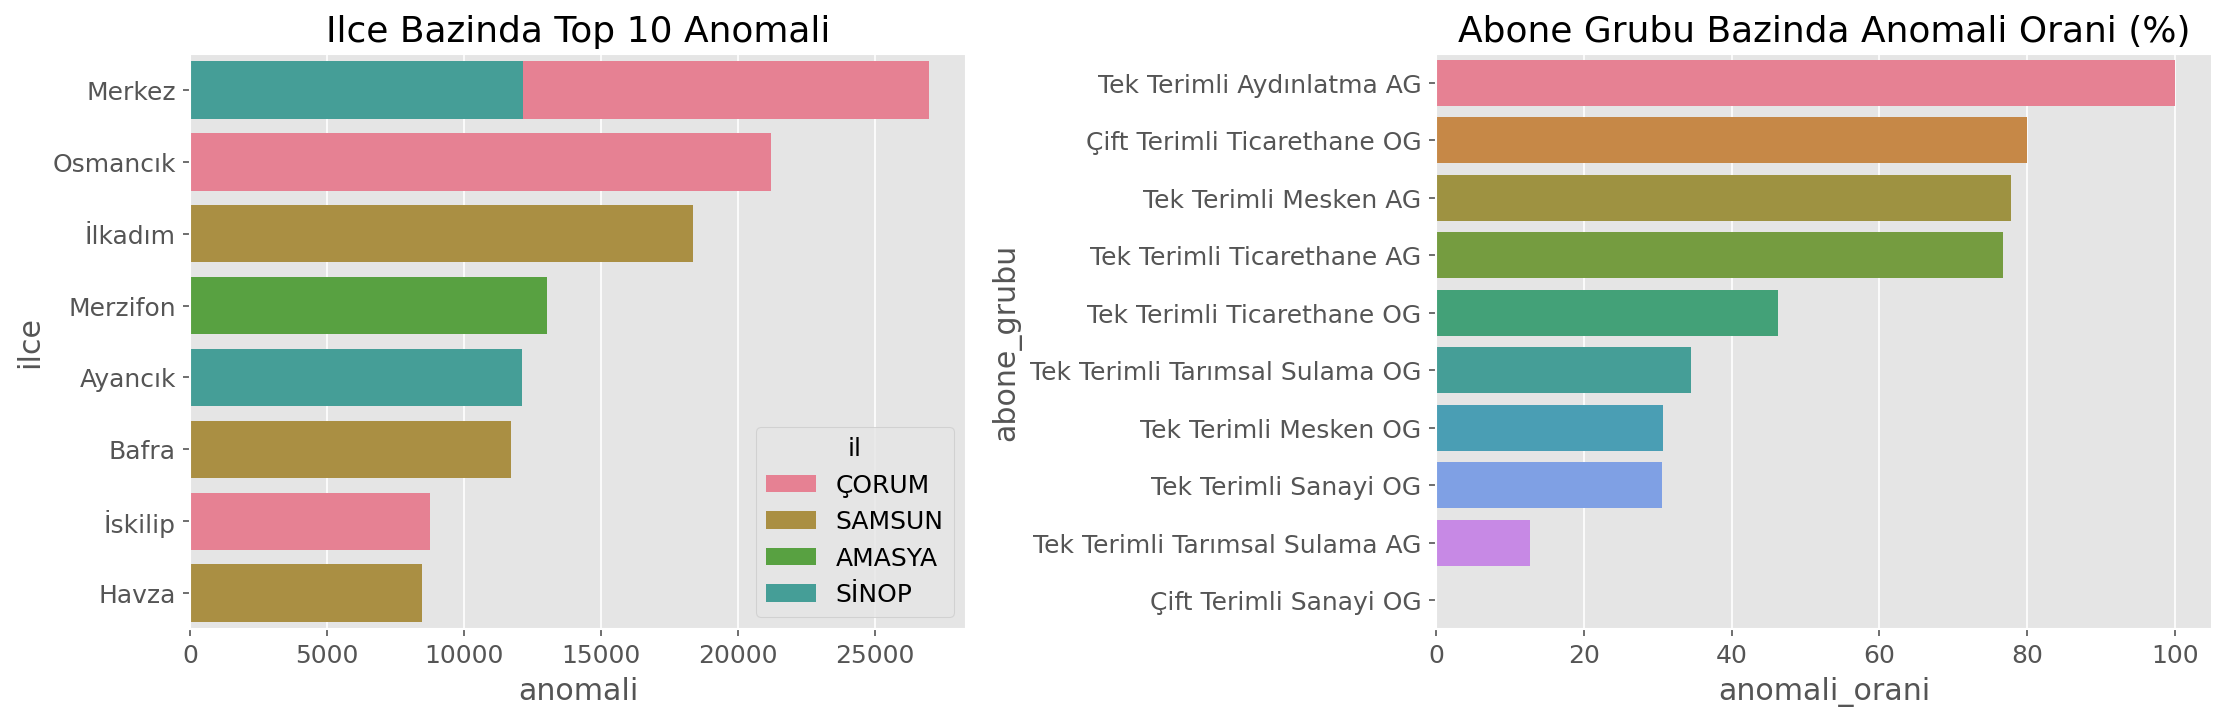 Ilce Bazinda Top 10 Anomali
ilce
Merkez
Osmancık
İlkadım
Merzifon
Ayancık
Bafra
İskilip
Havza
il
ÇORUM
SAMSUN
AMASYA
SİNOP
0 5000 10000 15000 20000 25000
anomali
Abone Grubu Bazinda Anomali Orani (%)
abone_grubu
Tek Terimli Aydınlatma AG
Çift Terimli Ticarethane OG
Tek Terimli Mesken AG
Tek Terimli Ticarethane AG
Tek Terimli Ticarethane OG
Tek Terimli Tarımsal Sulama OG
Tek Terimli Mesken OG
Tek Terimli Sanayi OG
Tek Terimli Tarımsal Sulama AG
Çift Terimli Sanayi OG
0 20 40 60 80 100
anomali_orani